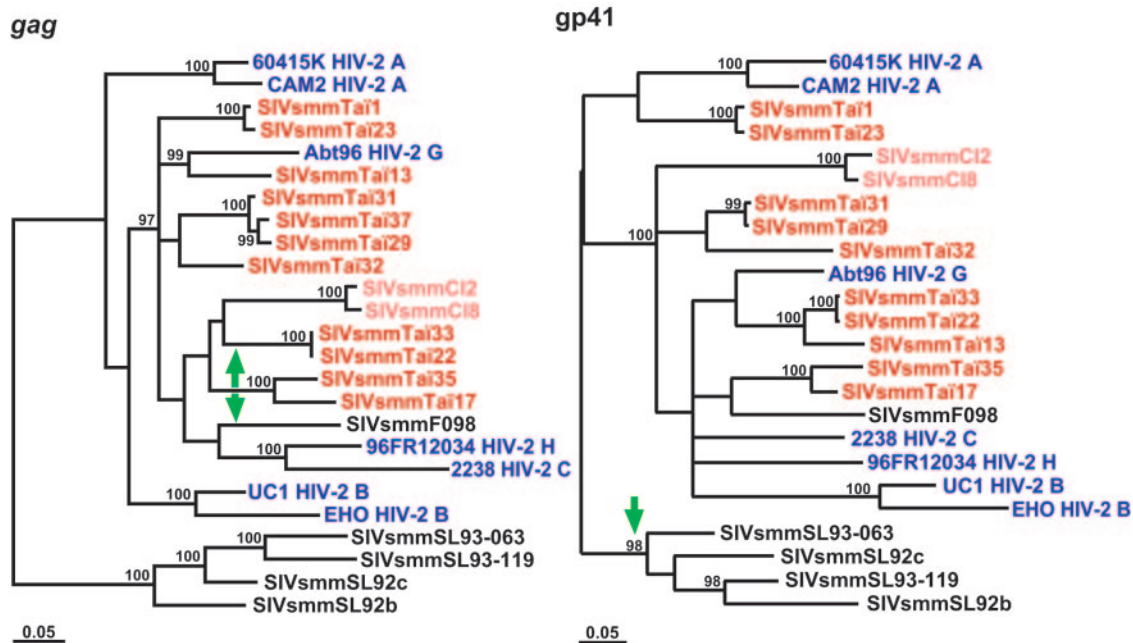 gag
100
60415K HIV-2 A
CAM2 HIV-2 A
100
SIVsmmTaï1
SIVsmmTaï23
99
Abt96 HIV-2 G
SIVsmmTaï13
97
100
SIVsmmTaï31
SIVsmmTaï37
99
SIVsmmTaï29
SIVsmmTaï32
100
SIVsmmCI2
SIVsmmCI8
100
SIVsmmTaï33
SIVsmmTaï22
100
SIVsmmTaï35
SIVsmmTaï17
SIVsmmF098
100
96FR12034 HIV-2 H
2238 HIV-2 C
100
UC1 HIV-2 B
EHO HIV-2 B
100
SIVsmmSL93-063
SIVsmmSL93-119
100
100
SIVsmmSL92c
SIVsmmSL92b
0.05
gp41
100
60415K HIV-2 A
CAM2 HIV-2 A
100
SIVsmmTaï1
SIVsmmTaï23
100
SIVsmmCI2
SIVsmmCI8
99
SIVsmmTaï31
SIVsmmTaï29
100
SIVsmmTaï32
Abt96 HIV-2 G
100
SIVsmmTaï33
SIVsmmTaï22
100
SIVsmmTaï13
100
SIVsmmTaï35
SIVsmmTaï17
SIVsmmF098
2238 HIV-2 C
96FR12034 HIV-2 H
100
UC1 HIV-2 B
EHO HIV-2 B
98
SIVsmmSL93-063
SIVsmmSL92c
98
SIVsmmSL93-119
SIVsmmSL92b
0.05